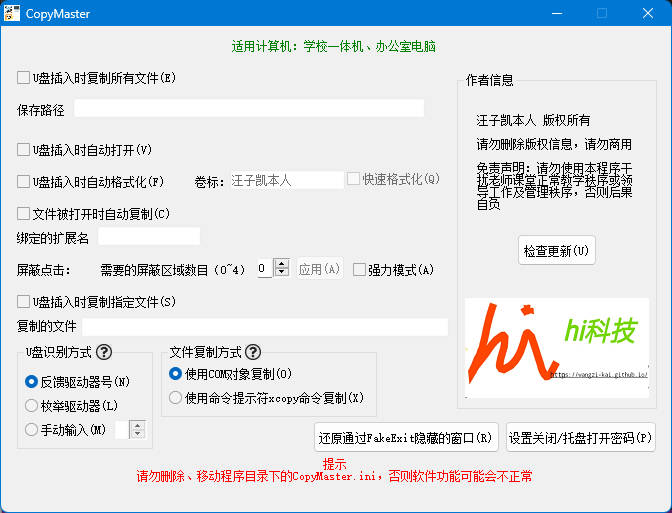 CopyMaster
适用计算机：学校一体机、办公室电脑
U盘插入时复制所有文件(E)
保存路径
U盘插入时自动打开(V)
U盘插入时自动格式化(F)
卷标：
汪子凯本人
快速格式化(Q)
文件被打开时自动复制(C)
绑定的扩展名
屏蔽点击：
需要的屏蔽区域数目（0~4）
0
应用(A)
强力模式(A)
U盘插入时复制指定文件(S)
复制的文件
U盘识别方式
反馈驱动器号(N)
枚举驱动器(L)
手动输入(M)
文件复制方式
使用COM对象复制(O)
使用命令提示符xcopy命令复制(X)
作者信息
汪子凯本人 版权所有
请勿删除版权信息，请勿商用
免责声明：请勿使用本程序干
扰老师课堂正常教学秩序或领
导工作及管理秩序，否则后果
自负
检查更新(U)
hi
hi科技
https://wangzi-kai.github.io/
还原通过FakeExit隐藏的窗口(R)
设置关闭/托盘打开密码(P)
提示
请勿删除、移动程序目录下的CopyMaster.ini，否则软件功能可能会不正常